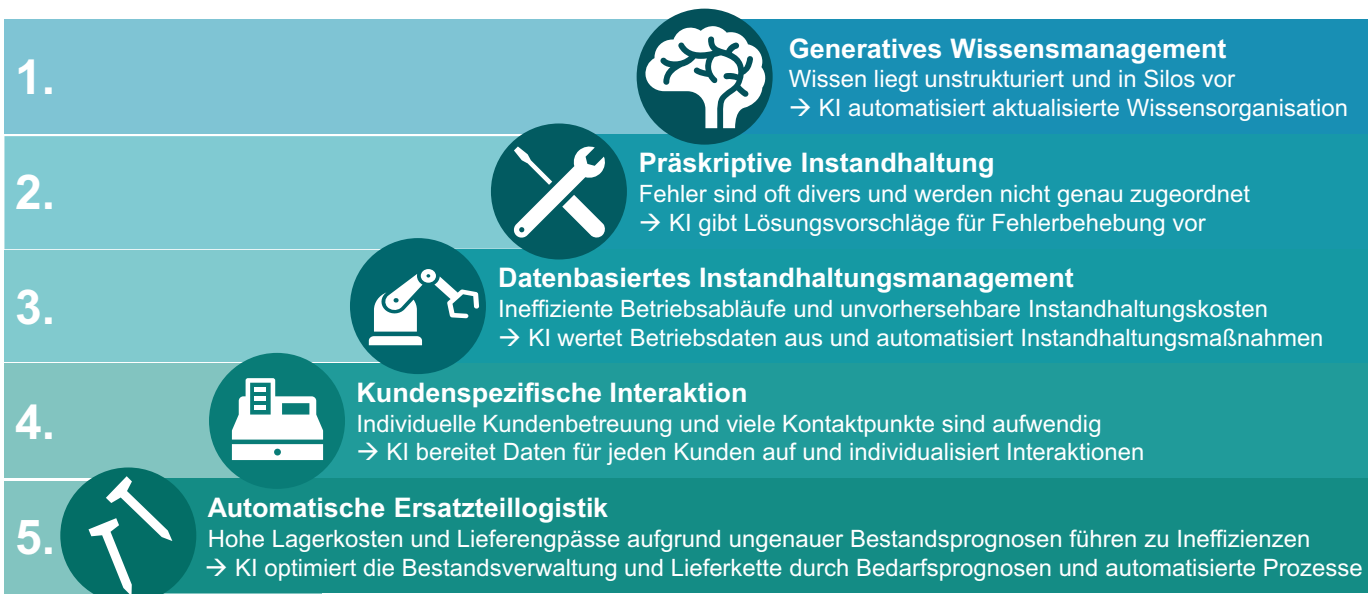 1.
Generatives Wissensmanagement
Wissen liegt unstrukturiert und in Silos vor
→ KI automatisiert aktualisierte Wissensorganisation
2.
Präskriptive Instandhaltung
Fehler sind oft divers und werden nicht genau zugeordnet
→ KI gibt Lösungsvorschläge für Fehlerbehebung vor
3.
Datenbasiertes Instandhaltungsmanagement
Ineffiziente Betriebsabläufe und unvorhersehbare Instandhaltungskosten
→ KI wertet Betriebsdaten aus und automatisiert Instandhaltungsmaßnahmen
4.
Kundenspezifische Interaktion
Individuelle Kundenbetreuung und viele Kontaktpunkte sind aufwendig
→ KI bereitet Daten für jeden Kunden auf und individualisiert Interaktionen
5.
Automatische Ersatzteillogistik
Hohe Lagerkosten und Lieferengpässe aufgrund ungenauer Bestandsprognosen führen zu Ineffizienzen
→ KI optimiert die Bestandsverwaltung und Lieferkette durch Bedarfsprognosen und automatisierte Prozesse